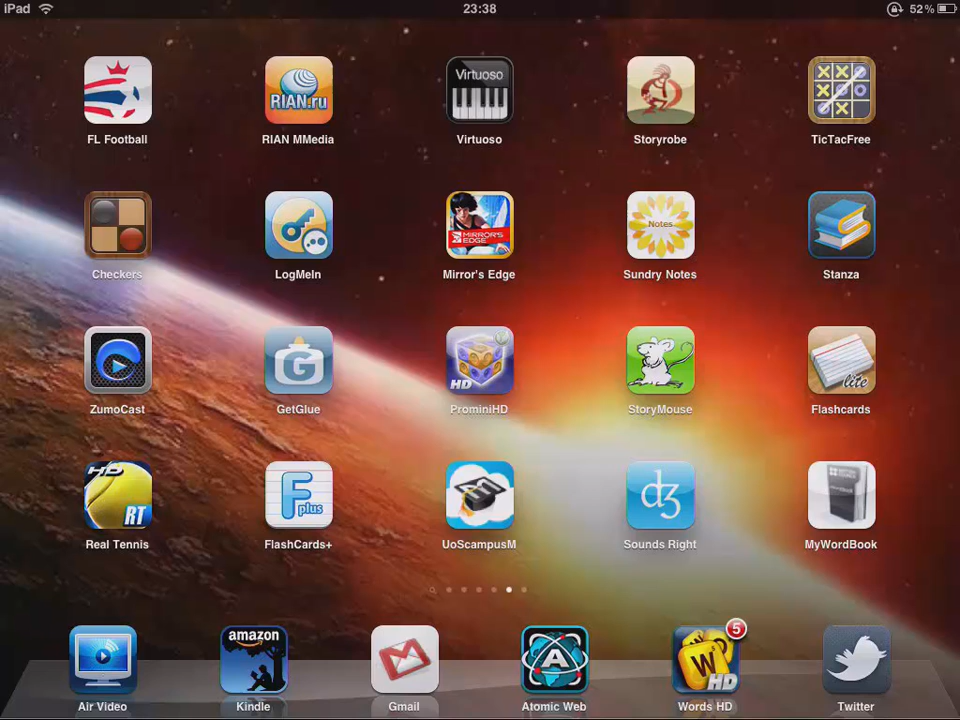 iPad 23:38 52%
Virtuoso
RIAN.ru
FL Football RIAN MMedia Virtuoso Storyrobe TicTacFree
MIRROR'S EDGE
Notes
Checkers LogMeIn Mirror's Edge Sundry Notes Stanza
G
HD
lite
ZumoCast GetGlue ProminiHD StoryMouse Flashcards
HD
RT
F plus
ʤ
Real Tennis FlashCards+ UoScampusM Sounds Right MyWordBook
amazon
A
W HD
5
Air Video Kindle Gmail Atomic Web Words HD Twitter